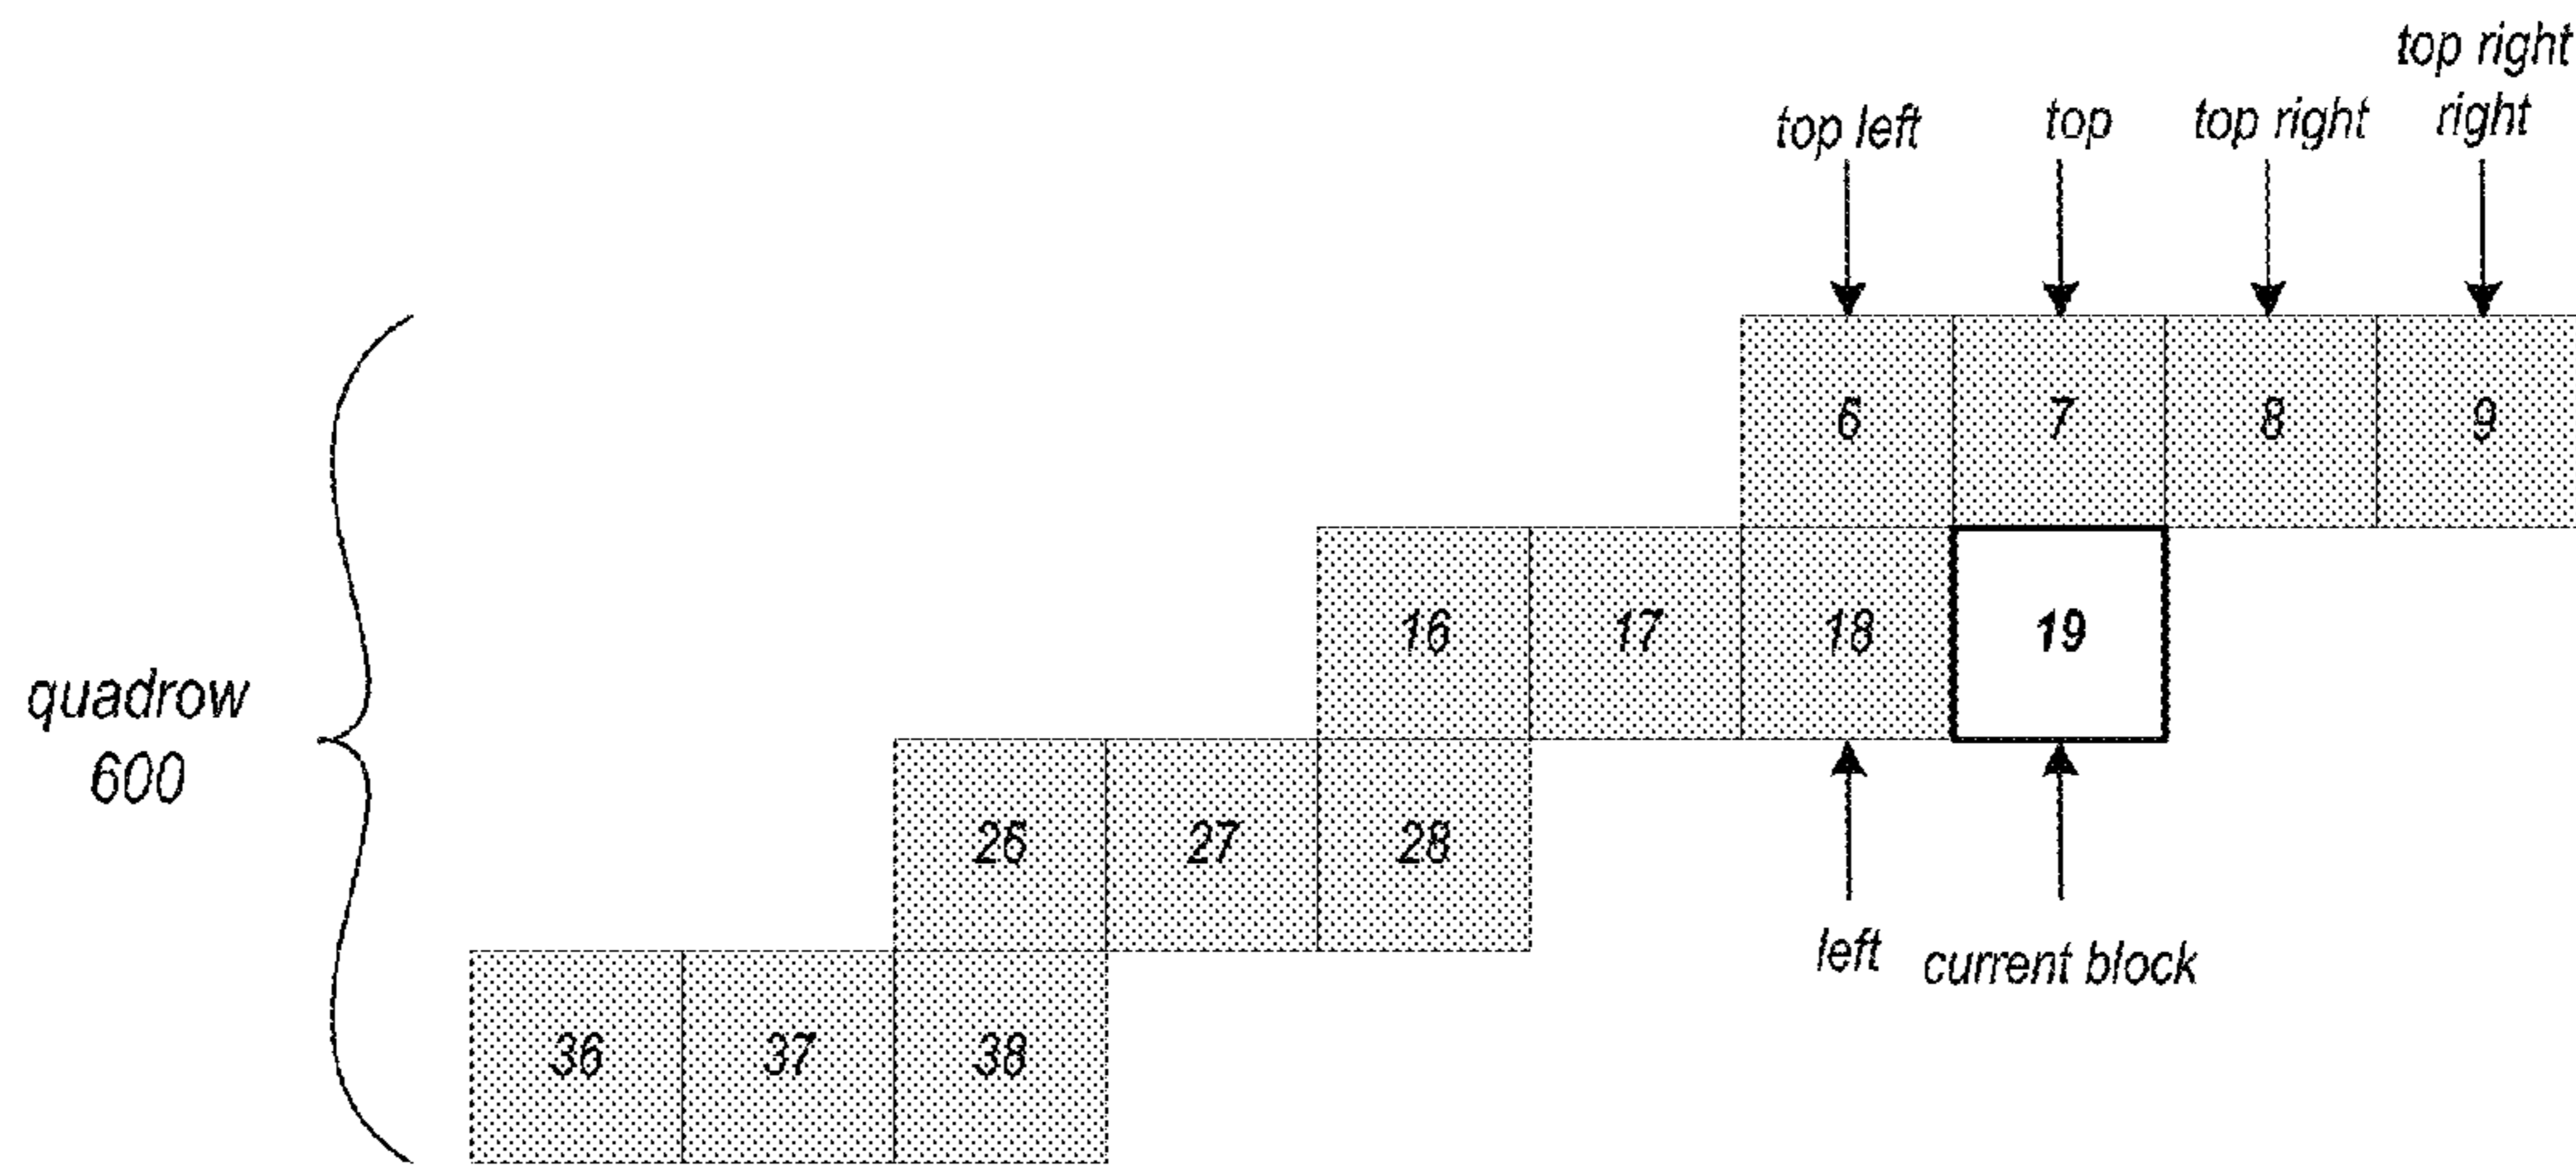 top right
right
top left
top
top right
6
7
8
9
16
17
18
19
quadrow
600
26
27
28
left
current block
36
37
38